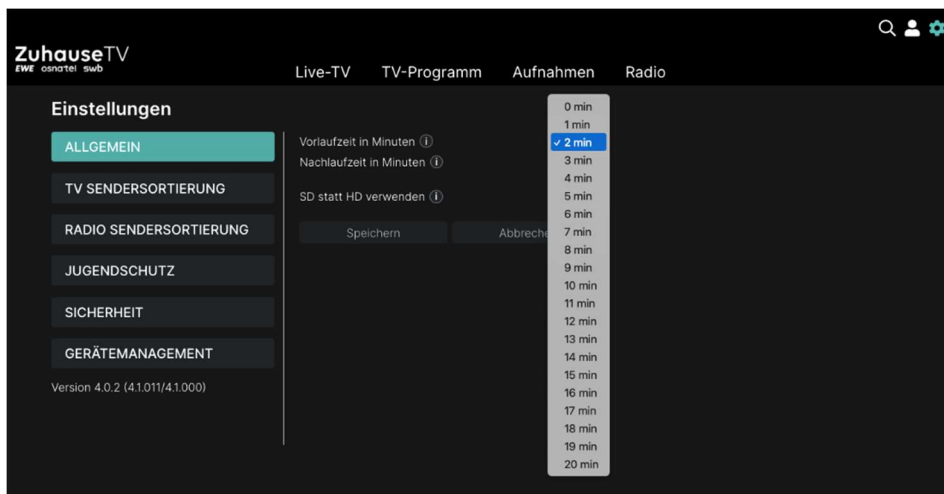 ZuhauseTV
EWE osnatel swb
Live-TV TV-Programm Aufnahmen Radio
Einstellungen
ALLGEMEIN
TV SENDERSORTIERUNG
RADIO SENDERSORTIERUNG
JUGENDSCHUTZ
SICHERHEIT
GERÄTEMANAGEMENT
Version 4.0.2 (4.1.011/4.1.000)
Vorlaufzeit in Minuten
Nachlaufzeit in Minuten
SD statt HD verwenden
Speichern Abbreche
0 min
1 min
✓ 2 min
3 min
4 min
5 min
6 min
7 min
8 min
9 min
10 min
11 min
12 min
13 min
14 min
15 min
16 min
17 min
18 min
19 min
20 min